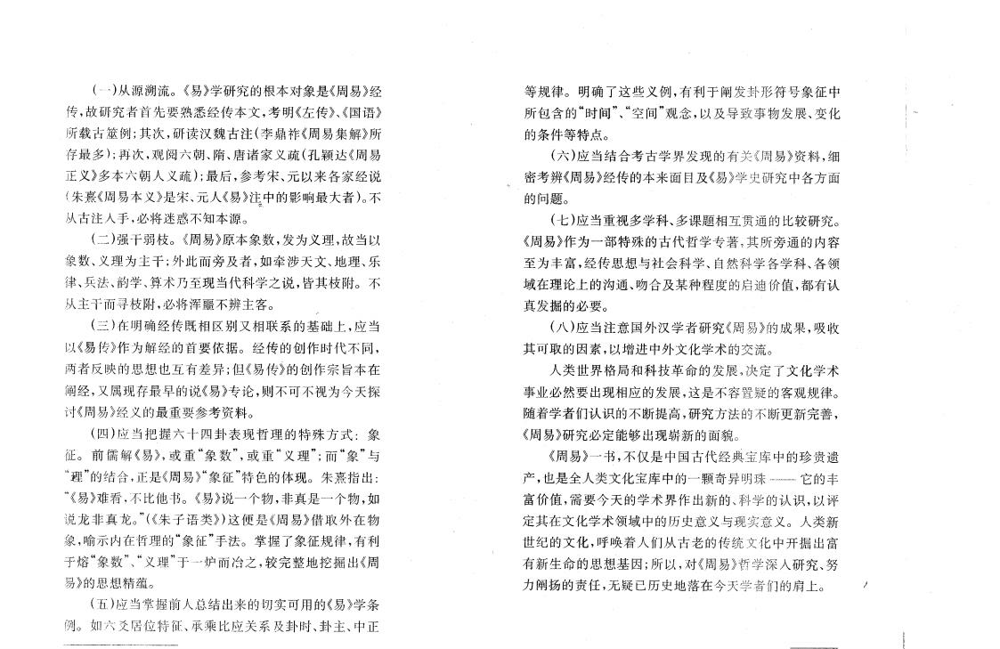 (一)从源溯流。《易》学研究的根本对象是《周易》经
传,故研究者首先要熟悉经传本文,考明《左传》、《国语》
所载古筮例;其次,研读汉魏古注(李鼎祚《周易集解》所
存最多);再次,观阅六朝、隋、唐诸家义疏(孔颖达《周易
正义》多本六朝人义疏);最后,参考宋、元以来各家经说
(朱熹《周易本义》是宋、元人《易》注中的影响最大者)。不
从古注入手,必将迷惑不知本源。
(二)强干弱枝。《周易》原本象数,发为义理,故当以
象数、义理为主干;外此而旁及者,如牵涉天文、地理、乐
律、兵法、韵学、算术乃至现当代科学之说,皆其枝附。不
从主干而寻枝附,必将浑噩不辨主客。
(三)在明确经传既相区别又相联系的基础上,应当
以《易传》作为解经的首要依据。经传的创作时代不同,
两者反映的思想也互有差异;但《易传》的创作宗旨本在
阐经,又属现存最早的说《易》专论,则不可不视为今天探
讨《周易》经义的最重要参考资料。
(四)应当把握六十四卦表现哲理的特殊方式:象
征。前儒解《易》,或重“象数”,或重“义理”;而“象”与
“理”的结合,正是《周易》“象征”特色的体现。朱熹指出:
“《易》难看,不比他书。《易》说一个物,非真是一个物,如
说龙非真龙。”(《朱子语类》)这便是《周易》借取外在物
象,喻示内在哲理的“象征”手法。掌握了象征规律,有利
于熔“象数”、“义理”于一炉而冶之,较完整地挖掘出《周
易》的思想精蕴。
(五)应当掌握前人总结出来的切实可用的《易》学条
例。如六爻居位特征、承乘比应关系及卦时、卦主、中正
等规律。明确了这些义例,有利于阐发卦形符号象征中
所包含的“时间”、“空间”观念,以及导致事物发展、变化
的条件等特点。
(六)应当结合考古学界发现的有关《周易》资料,细
密考辨《周易》经传的本来面目及《易》学史研究中各方面
的问题。
(七)应当重视多学科、多课题相互贯通的比较研究。
《周易》作为一部特殊的古代哲学专著,其所旁通的内容
至为丰富,经传思想与社会科学、自然科学各学科、各领
域在理论上的沟通、吻合及某种程度的启迪价值,都有认
真发掘的必要。
(八)应当注意国外汉学者研究《周易》的成果,吸收
其可取的因素,以增进中外文化学术的交流。
人类世界格局和科技革命的发展,决定了文化学术
事业必然要出现相应的发展,这是不容置疑的客观规律。
随着学者们认识的不断提高,研究方法的不断更新完善,
《周易》研究必定能够出现崭新的面貌。
《周易》一书,不仅是中国古代经典宝库中的珍贵遗
产,也是全人类文化宝库中的一颗奇异明珠——它的丰
富价值,需要今天的学术界作出新的、科学的认识,以评
定其在文化学术领域中的历史意义与现实意义。人类新
世纪的文化,呼唤着人们从古老的传统文化中开掘出富
有新生命的思想基因;所以,对《周易》哲学深入研究、努
力阐扬的责任,无疑已历史地落在今天学者们的肩上。